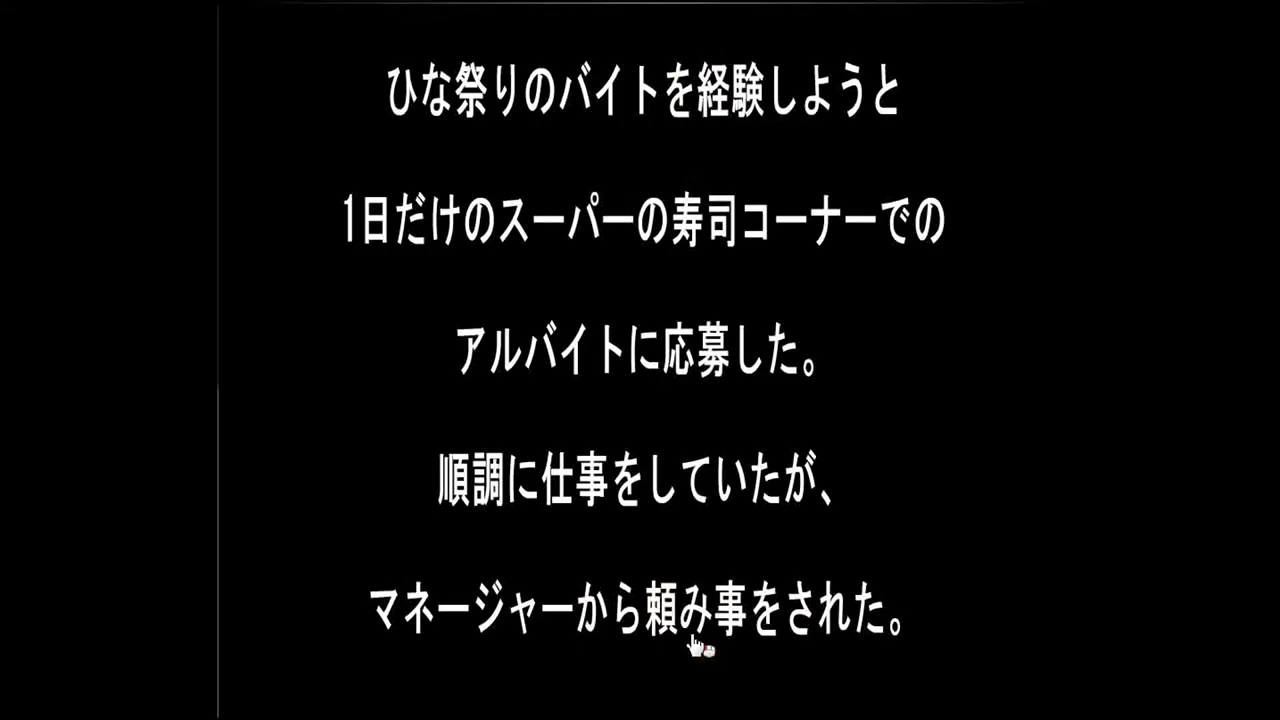 ひな祭りのバイトを経験しようと
1日だけのスーパーの寿司コーナーでの
アルバイトに応募した。
順調に仕事をしていたが、
マネージャーから頼み事をされた。